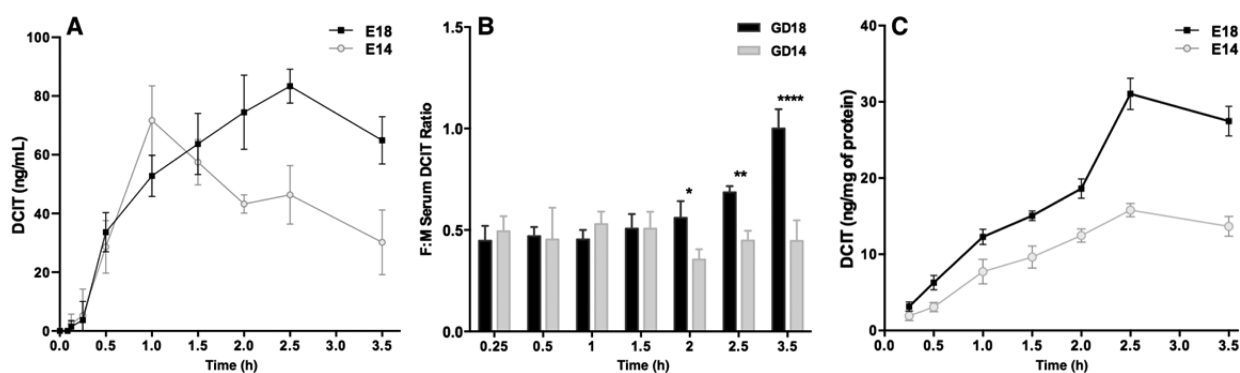 A
E18
E14
DCIT (ng/mL)
100
80
60
40
20
0
0.0 0.5 1.0 1.5 2.0 2.5 3.0 3.5
Time (h)
B
GD18
GD14
F:M Serum DCIT Ratio
1.5
1.0
0.5
0.0
* ** ****
0.25 0.5 1 1.5 2 2.5 3.5
Time (h)
C
E18
E14
DCIT (ng/mg of protein)
40
30
20
10
0
0.0 0.5 1.0 1.5 2.0 2.5 3.0 3.5
Time (h)